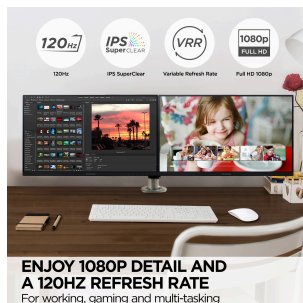 120Hz
IPS
SuperCLEAR
VRR
1080p
FULL HD
120Hz
IPS SuperClear
Variable Refresh Rate
Full HD 1080p
ENJOY 1080P DETAIL AND
A 120HZ REFRESH RATE
For working, gaming and multi-tasking